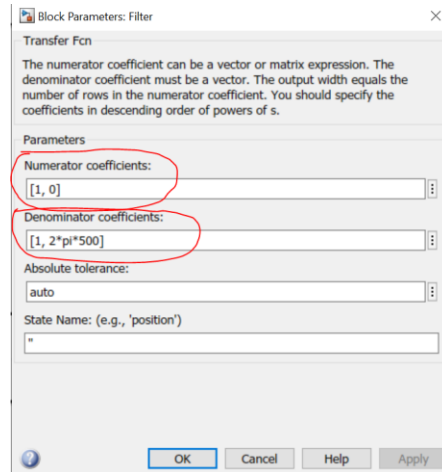 Block Parameters: Filter
Transfer Fcn
The numerator coefficient can be a vector or matrix expression. The
denominator coefficient must be a vector. The output width equals the
number of rows in the numerator coefficient. You should specify the
coefficients in descending order of powers of s.
Parameters
Numerator coefficients:
[1, 0]
Denominator coefficients:
[1, 2*pi*500]
Absolute tolerance:
auto
State Name: (e.g., 'position')
''
OK Cancel Help Apply